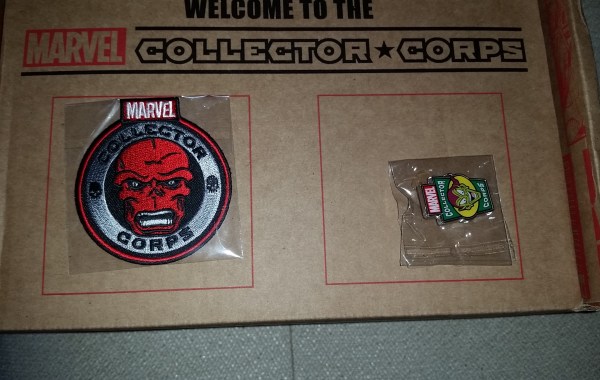 WELCOME TO THE
MARVEL COLLECTOR★CORPS
MARVEL
COLLECTOR
CORPS
MARVEL
COLLECTOR
CORPS